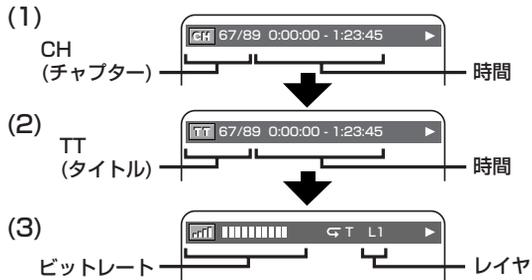 (1)
CH 67/89 0:00:00 - 1:23:45
CH
(チャプター)
時間
(2)
TT 67/89 0:00:00 - 1:23:45
TT
(タイトル)
時間
(3)
T L1
ビットレート
レイヤ